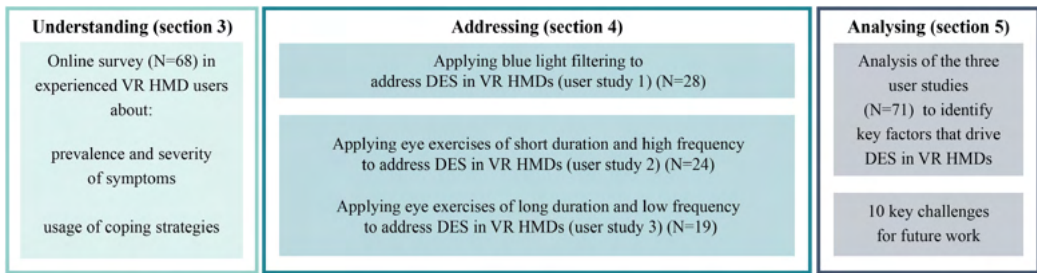 Understanding (section 3)
Online survey (N=68) in
experienced VR HMD users
about:
prevalence and severity
of symptoms
usage of coping strategies
Addressing (section 4)
Applying blue light filtering to
address DES in VR HMDs (user study 1) (N=28)
Applying eye exercises of short duration and high frequency
to address DES in VR HMDs (user study 2) (N=24)
Applying eye exercises of long duration and low frequency
to address DES in VR HMDs (user study 3) (N=19)
Analysing (section 5)
Analysis of the three
user studies
(N=71) to identify
key factors that drive
DES in VR HMDs
10 key challenges
for future work